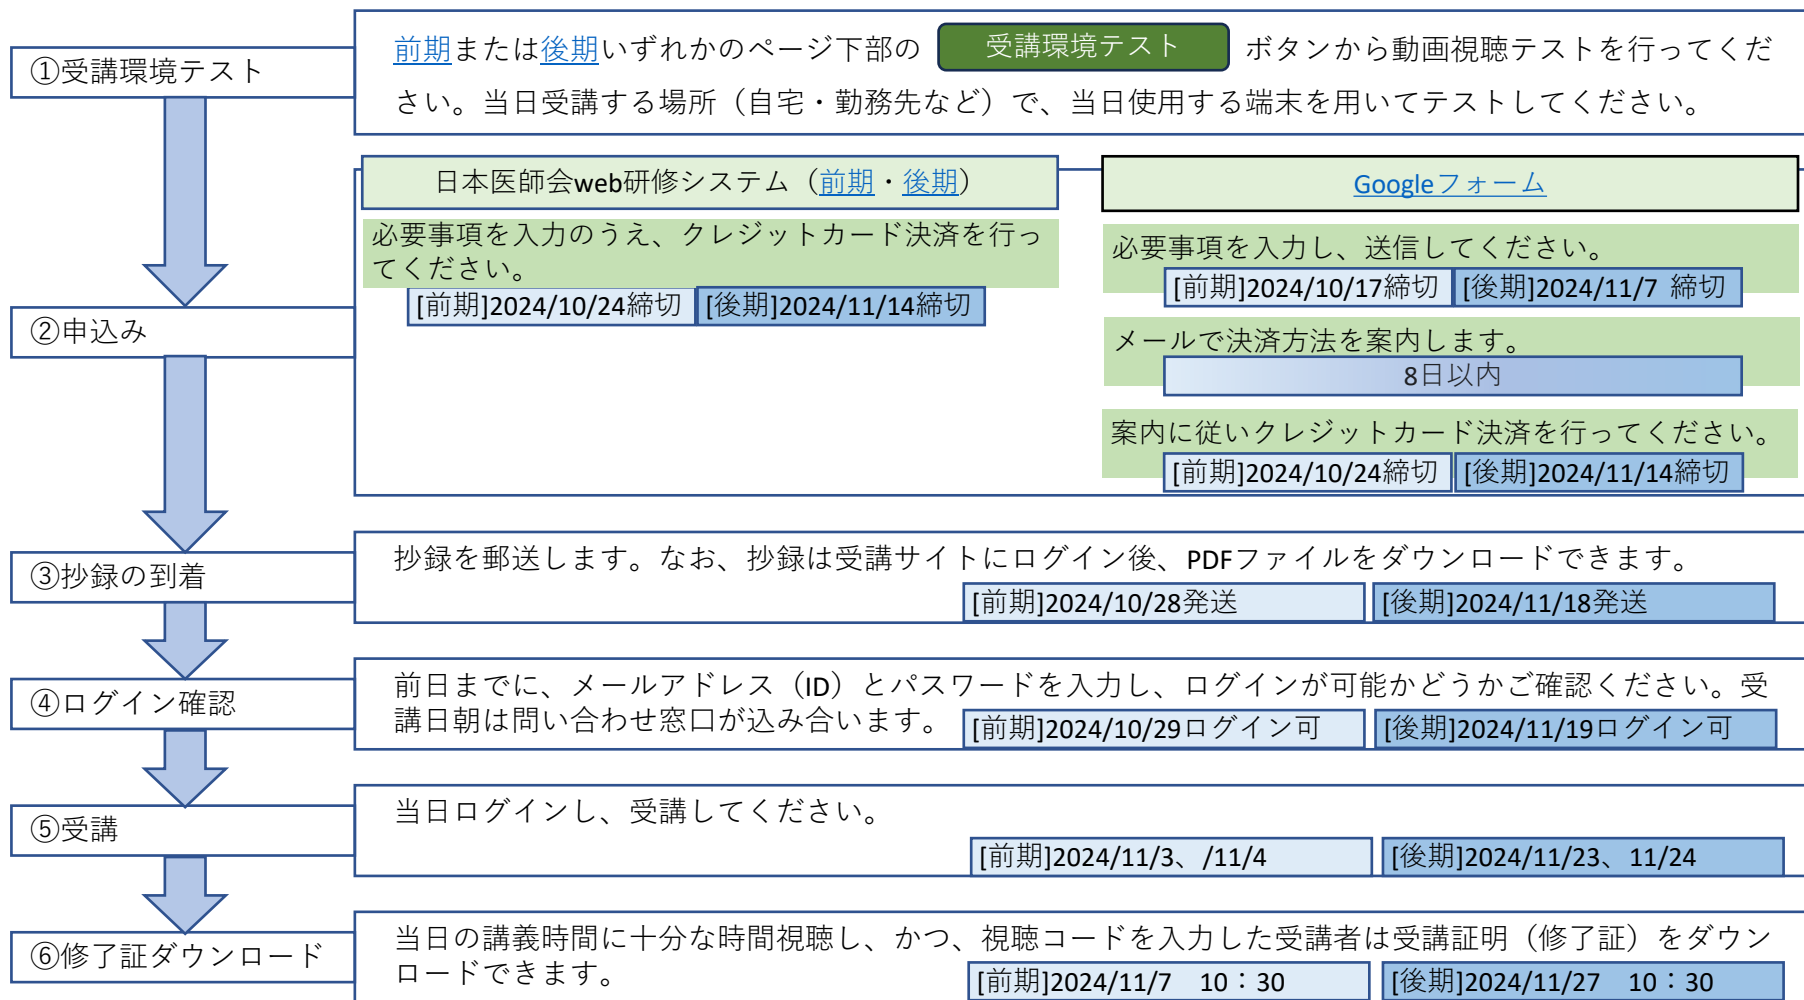 ①受講環境テスト
前期または後期いずれかのページ下部の 受講環境テスト ボタンから動画視聴テストを行ってくだ
さい。当日受講する場所（自宅・勤務先など）で、当日使用する端末を用いてテストしてください。
②申込み
日本医師会web研修システム（前期・後期）
必要事項を入力のうえ、クレジットカード決済を行っ
てください。
[前期]2024/10/24締切 [後期]2024/11/14締切
Googleフォーム
必要事項を入力し、送信してください。
[前期]2024/10/17締切 [後期]2024/11/7 締切
メールで決済方法を案内します。
8日以内
案内に従いクレジットカード決済を行ってください。
[前期]2024/10/24締切 [後期]2024/11/14締切
③抄録の到着
抄録を郵送します。なお、抄録は受講サイトにログイン後、PDFファイルをダウンロードできます。
[前期]2024/10/28発送 [後期]2024/11/18発送
④ログイン確認
前日までに、メールアドレス（ID）とパスワードを入力し、ログインが可能かどうかご確認ください。受
講日朝は問い合わせ窓口が込み合います。 [前期]2024/10/29ログイン可 [後期]2024/11/19ログイン可
⑤受講
当日ログインし、受講してください。
[前期]2024/11/3、/11/4 [後期]2024/11/23、11/24
⑥修了証ダウンロード
当日の講義時間に十分な時間視聴し、かつ、視聴コードを入力した受講者は受講証明（修了証）をダウン
ロードできます。 [前期]2024/11/7　10：30 [後期]2024/11/27　10：30